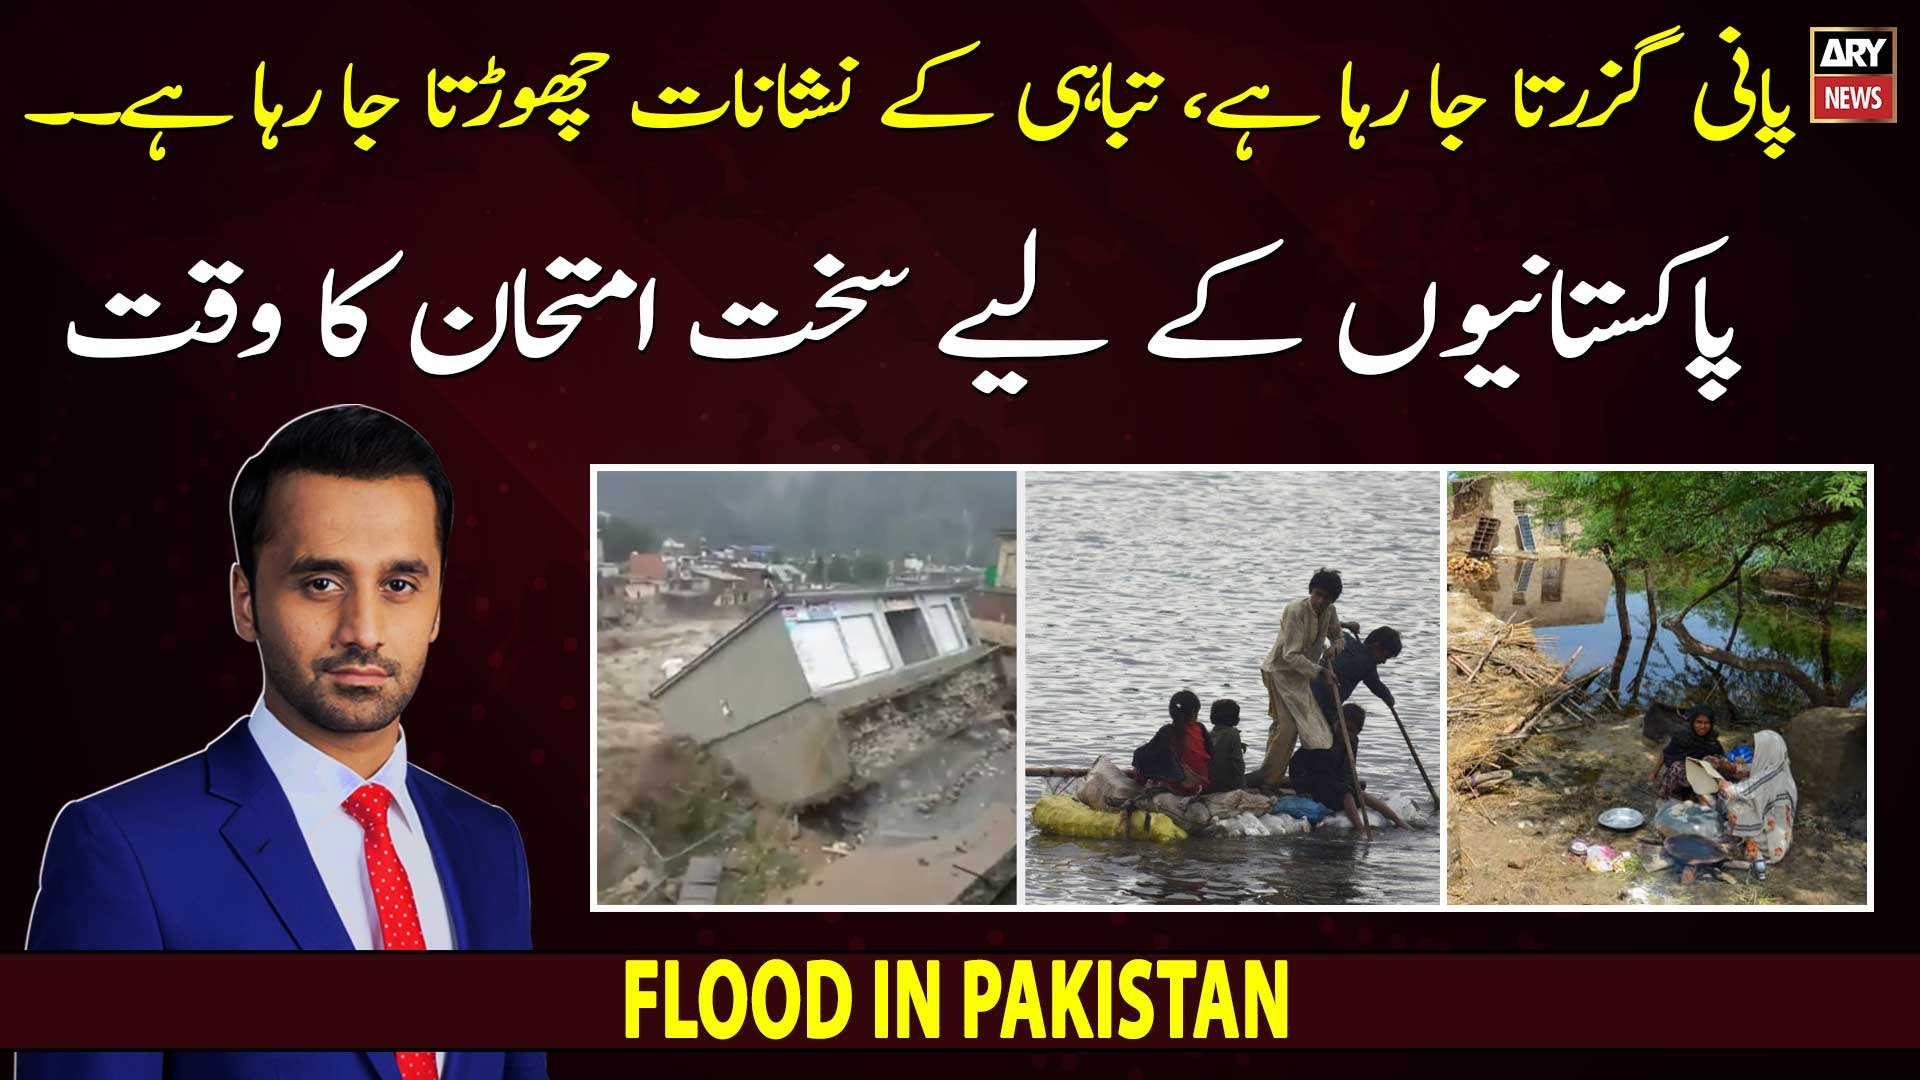 پانی گزرتا جا رہا ہے، تباہی کے نشانات چھوڑتا جا رہا ہے۔۔۔
ARY
NEWS
پاکستانیوں کے لیے سخت امتحان کا وقت
FLOOD IN PAKISTAN